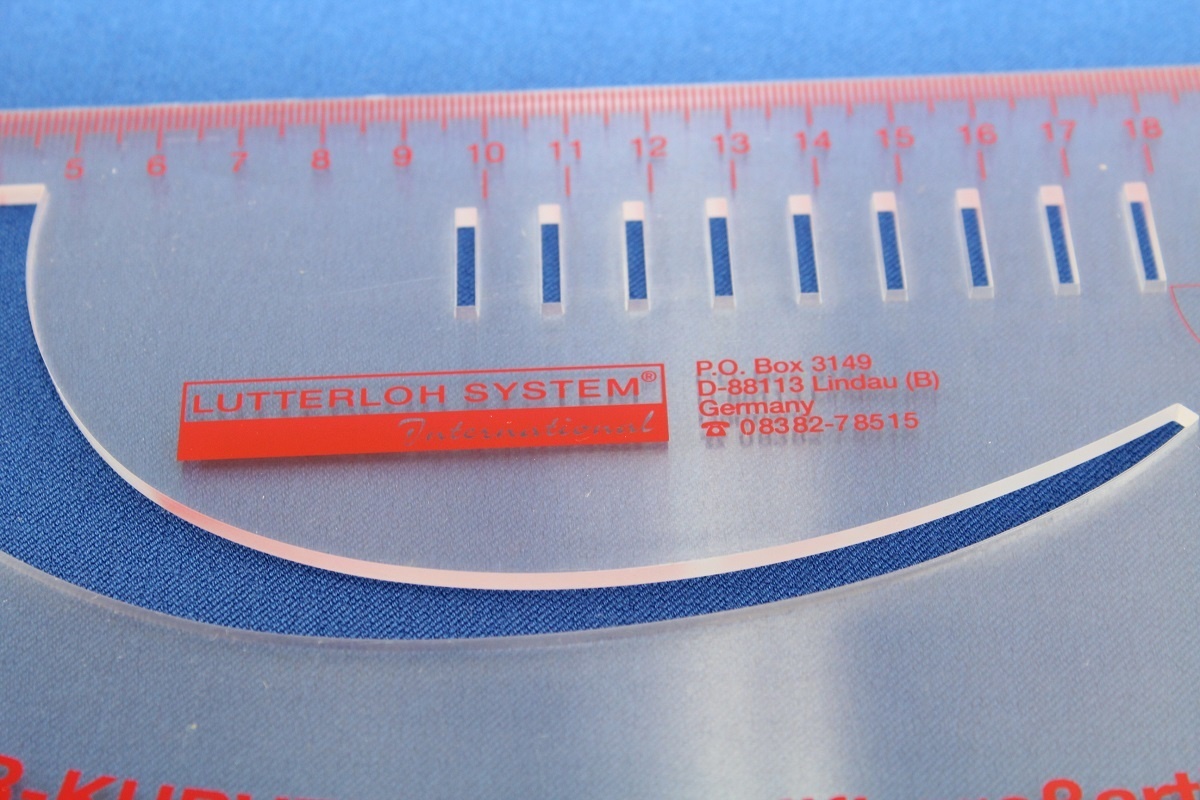 5 6 7 8 9 10 11 12 13 14 15 16 17 18
LUTTERLOH SYSTEM®
International
P.O. Box 3149
D-88113 Lindau (B)
Germany
☎ 08382-78515